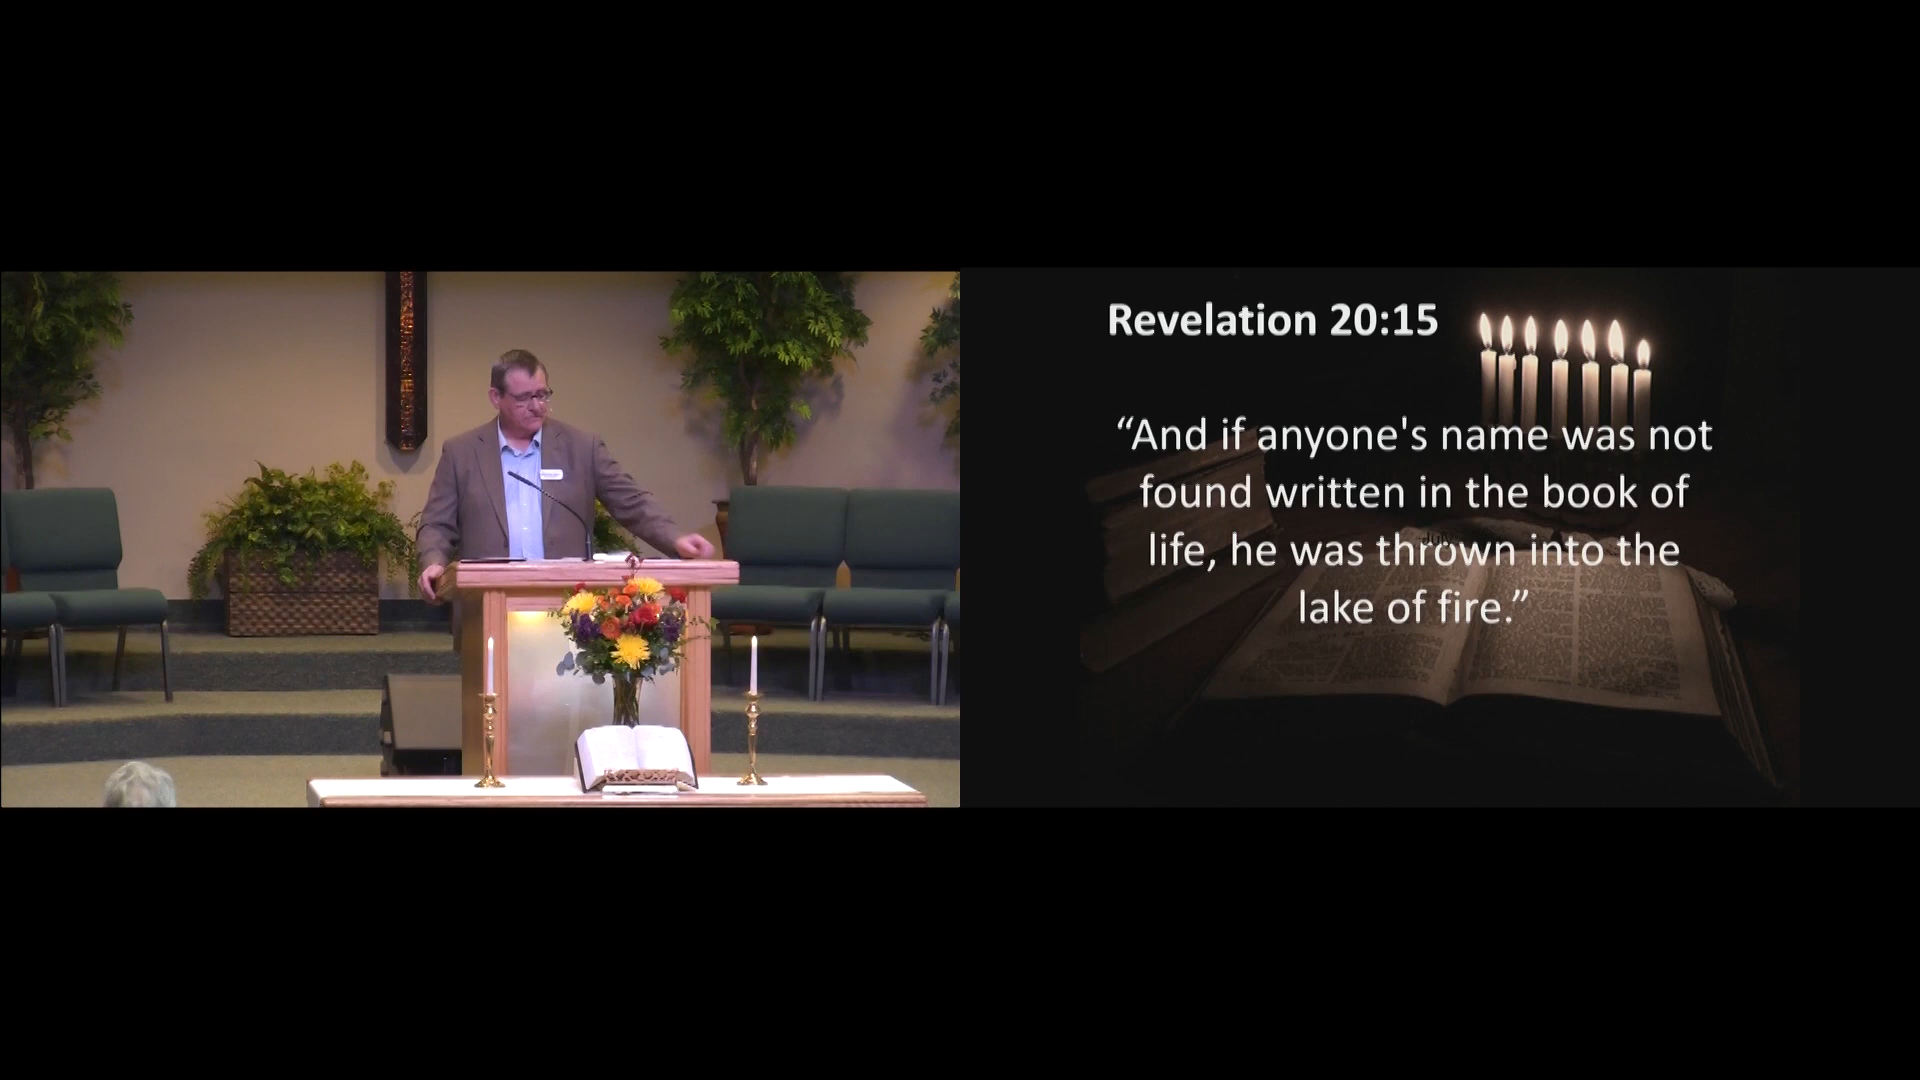 Revelation 20:15
“And if anyone's name was not
found written in the book of
life, he was thrown into the
lake of fire.”